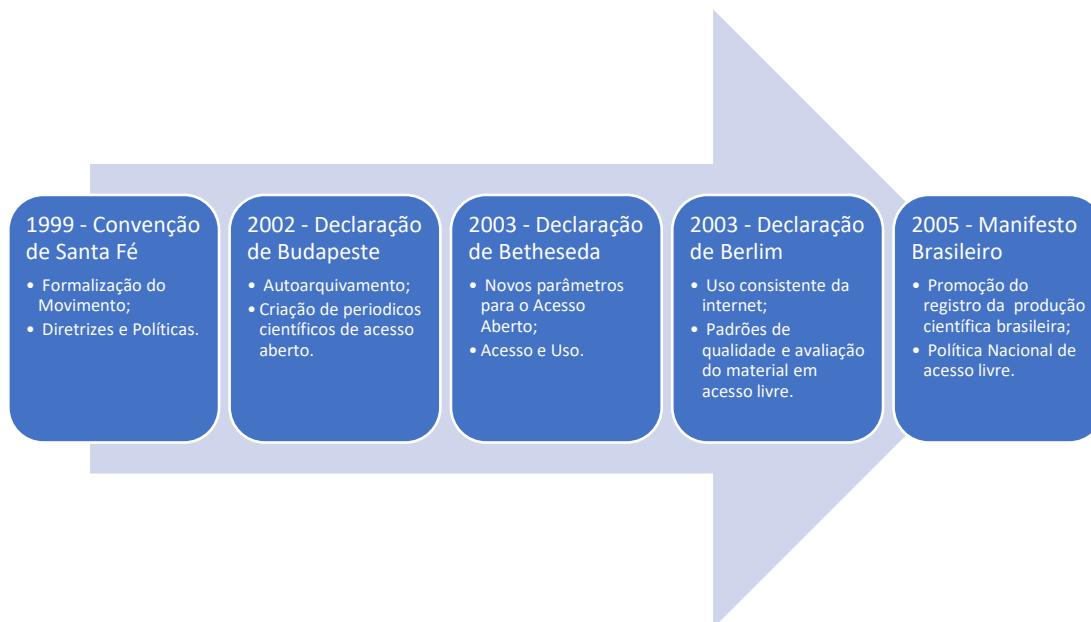 1999 - Convenção
de Santa Fé
• Formalização do
Movimento;
• Diretrizes e Políticas.
2002 - Declaração
de Budapeste
• Autoarquivamento;
• Criação de periodicos
científicos de acesso
aberto.
2003 - Declaração
de Betheseda
• Novos parâmetros
para o Acesso
Aberto;
• Acesso e Uso.
2003 - Declaração
de Berlim
• Uso consistente da
internet;
• Padrões de
qualidade e avaliação
do material em
acesso livre.
2005 - Manifesto
Brasileiro
• Promoção do
registro da produção
científica brasileira;
• Política Nacional de
acesso livre.